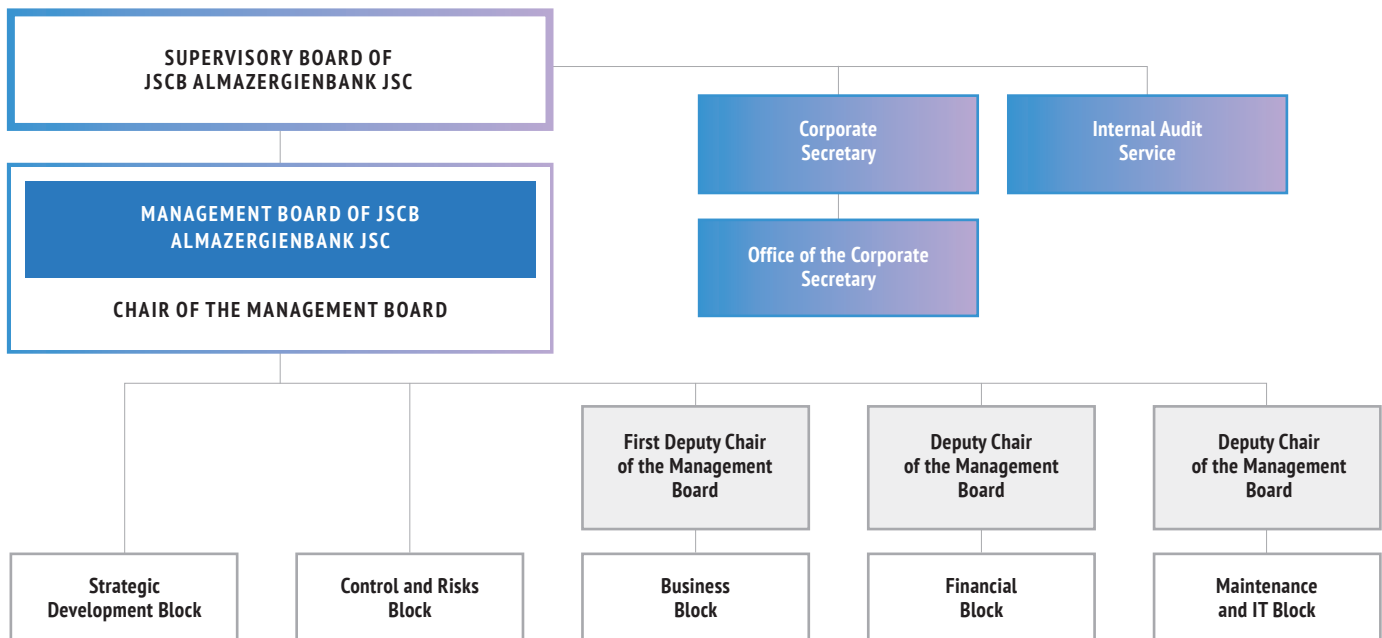 SUPERVISORY BOARD OF
JSCB ALMAZERGIENBANK JSC
Corporate
Secretary
Internal Audit
Service
MANAGEMENT BOARD OF JSCB
ALMAZERGIENBANK JSC
Office of the Corporate
Secretary
CHAIR OF THE MANAGEMENT BOARD
First Deputy Chair
of the Management
Board
Deputy Chair
of the Management
Board
Deputy Chair
of the Management
Board
Strategic
Development Block
Control and Risks
Block
Business
Block
Financial
Block
Maintenance
and IT Block